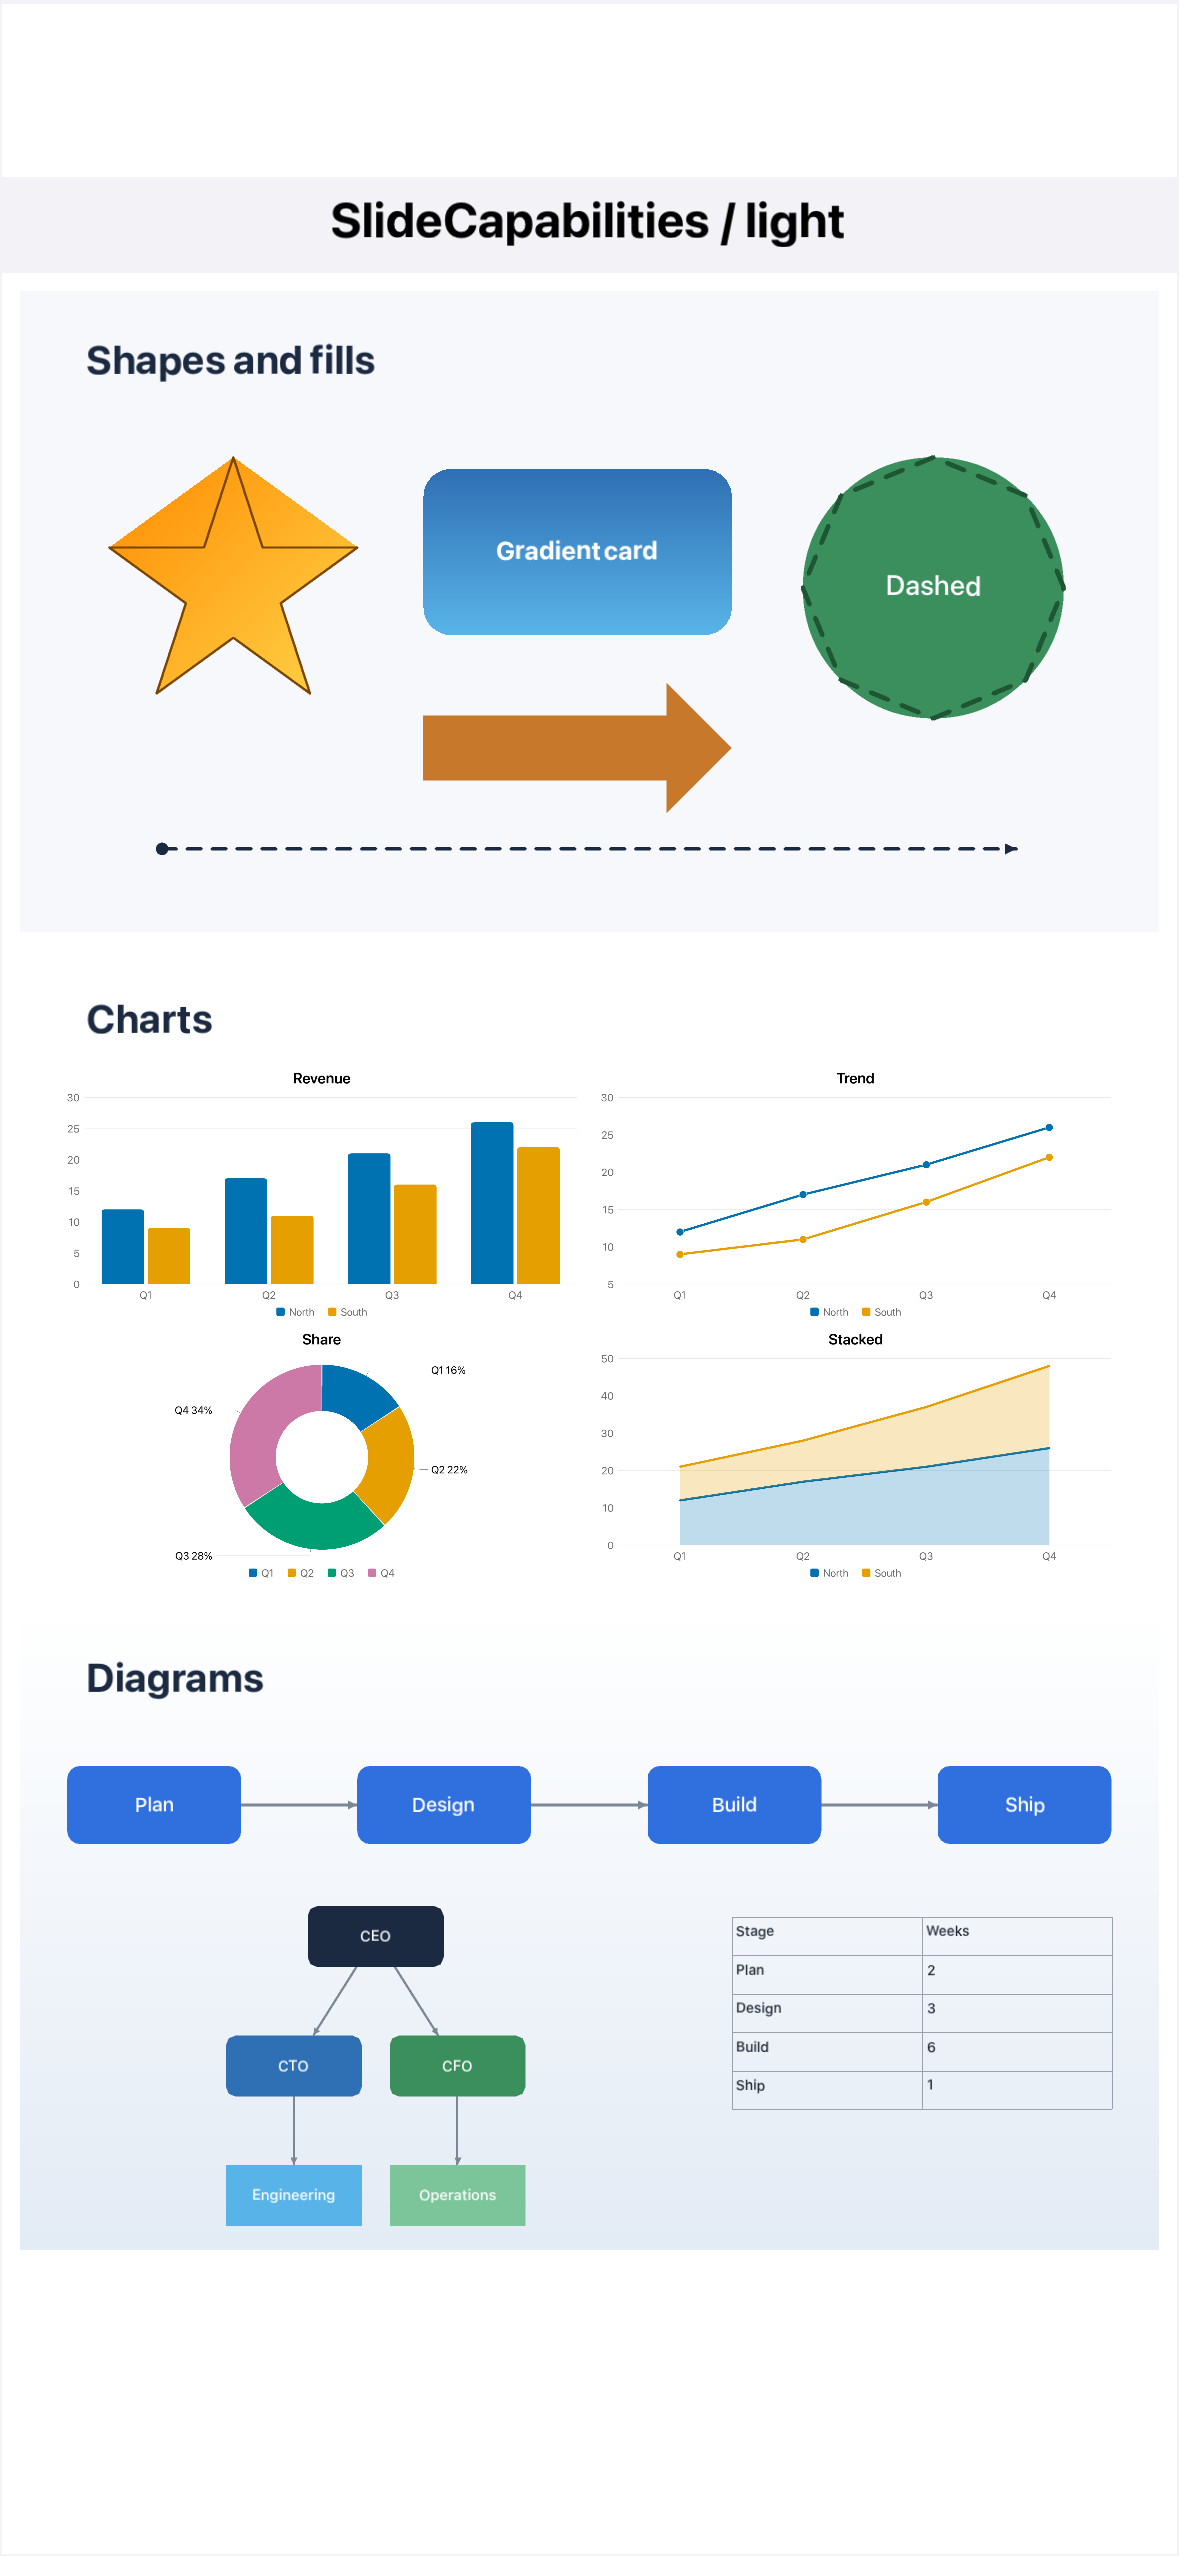 SlideCapabilities / light
Shapes and fills
Gradient card
Dashed
Charts
Revenue
30
25
20
15
10
5
0
Q1
Q2
Q3
Q4
North
South
Trend
30
25
20
15
10
5
Q1
Q2
Q3
Q4
North
South
Share
Q1 16%
Q4 34%
Q2 22%
Q3 28%
Q1
Q2
Q3
Q4
Stacked
50
40
30
20
10
0
Q1
Q2
Q3
Q4
North
South
Diagrams
Plan
Design
Build
Ship
CEO
CTO
CFO
Engineering
Operations
Stage Weeks
Plan 2
Design 3
Build 6
Ship 1